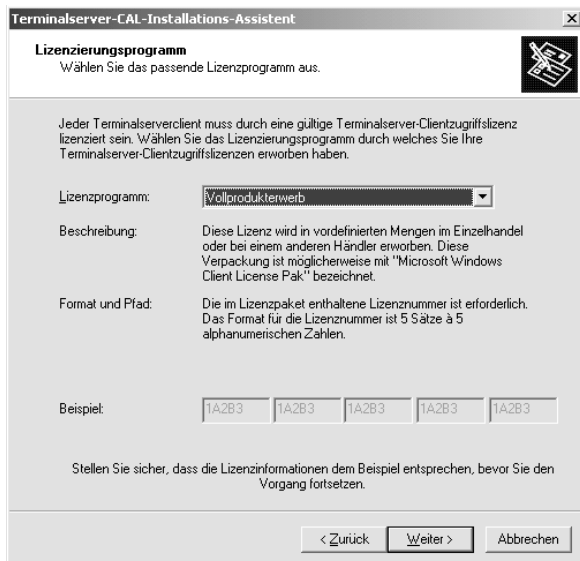 Terminalserver-CAL-Installations-Assistent
Lizenzierungsprogramm
Wählen Sie das passende Lizenzprogramm aus.
Jeder Terminalserverclient muss durch eine gültige Terminalserver-Clientzugriffslizenz
lizenziert sein. Wählen Sie das Lizenzierungsprogramm durch welches Sie Ihre
Terminalserver-Clientzugriffslizenzen erworben haben.
Lizenzprogramm: Vollprodukterwerb
Beschreibung: Diese Lizenz wird in vordefinierten Mengen im Einzelhandel
oder bei einem anderen Händler erworben. Diese
Verpackung ist möglicherweise mit "Microsoft Windows
Client License Pak" bezeichnet.
Format und Pfad: Die im Lizenzpaket enthaltene Lizenznummer ist erforderlich.
Das Format für die Lizenznummer ist 5 Sätze à 5
alphanumerischen Zahlen.
Beispiel: 1A2B3 1A2B3 1A2B3 1A2B3 1A2B3
Stellen Sie sicher, dass die Lizenzinformationen dem Beispiel entsprechen, bevor Sie den
Vorgang fortsetzen.
< Zurück Weiter > Abbrechen